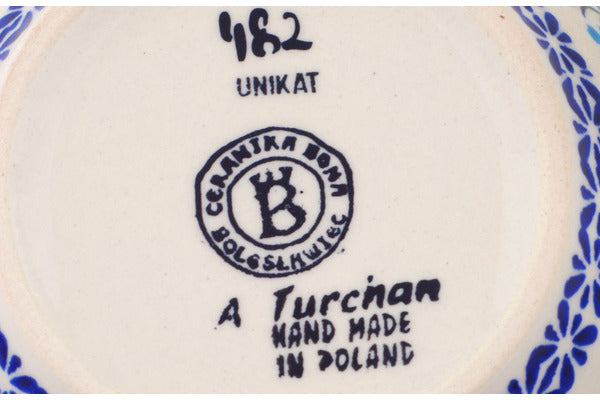 482
UNIKAT
CERAMIKA BONA
B
BOLESŁAWIEC
A Turchan
HAND MADE
IN POLAND